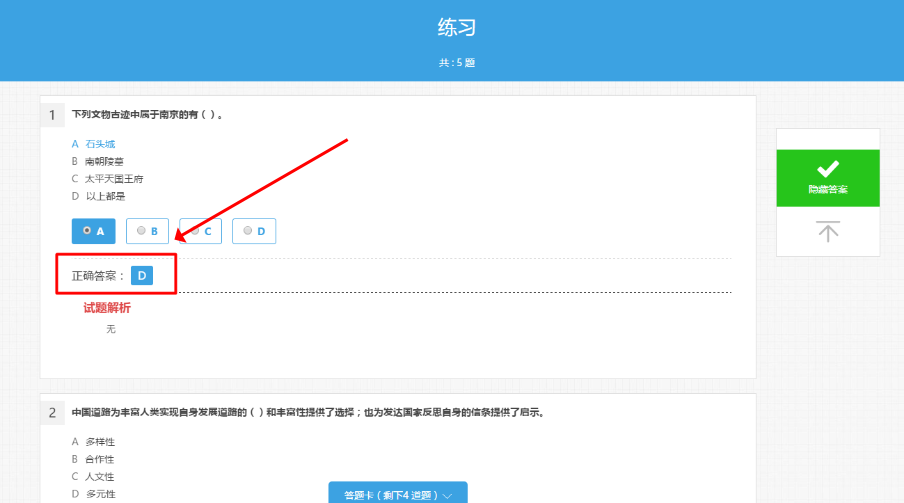 练习
共 : 5 题
1 下列文物古迹中属于南京的有 ( ) 。
A 石头城
B 南朝陵墓
C 太平天国王府
D 以上都是
A B C D
正确答案： D
试题解析
无
隐藏答案
2 中国道路为丰富人类实现自身发展道路的 ( ) 和丰富性提供了选择；也为发达国家反思自身的信条提供了启示。
A 多样性
B 合作性
C 人文性
D 多元性
答题卡 ( 剩下4 道题 )